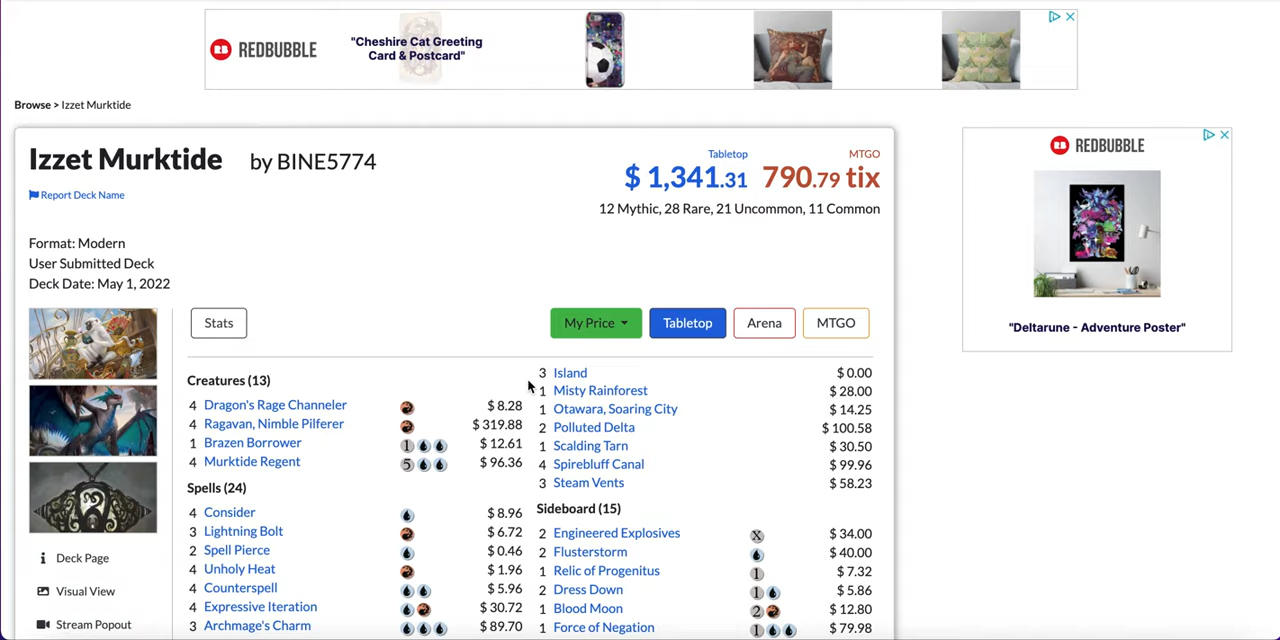 REDBUBBLE
"Cheshire Cat Greeting
Card & Postcard"
Browse > Izzet Murktide
Izzet Murktide by BINE5774
Report Deck Name
Tabletop
$ 1,341.31
MTGO
790.79 tix
12 Mythic, 28 Rare, 21 Uncommon, 11 Common
Format: Modern
User Submitted Deck
Deck Date: May 1, 2022
Stats
My Price
Tabletop
Arena
MTGO
Creatures (13)
4 Dragon's Rage Channeler $ 8.28
4 Ragavan, Nimble Pilferer $ 319.88
1 Brazen Borrower 1 $ 12.61
4 Murktide Regent 5 $ 96.36
Spells (24)
4 Consider $ 8.96
3 Lightning Bolt $ 6.72
2 Spell Pierce $ 0.46
4 Unholy Heat $ 1.96
4 Counterspell $ 5.96
4 Expressive Iteration $ 30.72
3 Archmage's Charm $ 89.70
3 Island $ 0.00
1 Misty Rainforest $ 28.00
1 Otawara, Soaring City $ 14.25
2 Polluted Delta $ 100.58
1 Scalding Tarn $ 30.50
4 Spirebluff Canal $ 99.96
3 Steam Vents $ 58.23
Sideboard (15)
2 Engineered Explosives X $ 34.00
2 Flusterstorm $ 40.00
1 Relic of Progenitus 1 $ 7.32
2 Dress Down 1 $ 5.86
1 Blood Moon 2 $ 12.80
1 Force of Negation 1 $ 79.98
Deck Page
Visual View
Stream Popout
REDBUBBLE
"Deltarune - Adventure Poster"